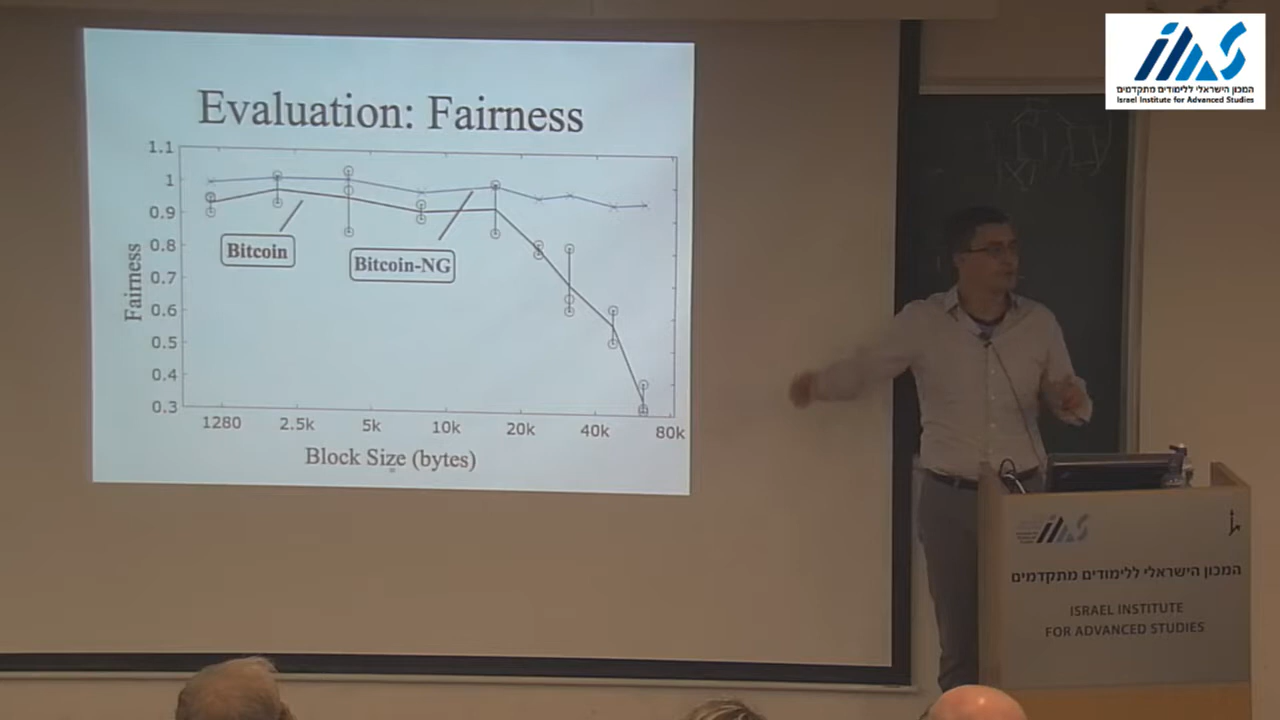 Evaluation: Fairness
1.1
1
0.9
0.8
0.7
0.6
0.5
0.4
0.3
Fairness
Bitcoin
Bitcoin-NG
1280 2.5k 5k 10k 20k 40k 80k
Block Size (bytes)
המכון הישראלי ללימודים מתקדמים
Israel Institute for Advanced Studies
המכון הישראלי ללימודים מתקדמים
ISRAEL INSTITUTE
FOR ADVANCED STUDIES